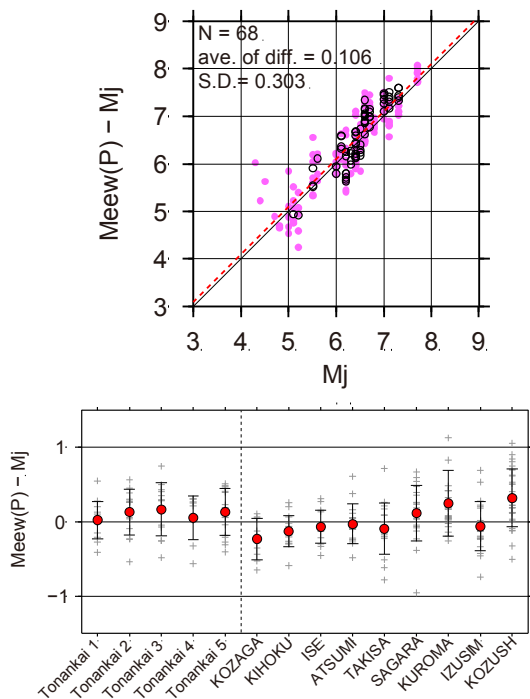 9
8
7
6
5
4
3
N = 68
ave. of diff. = 0.106
S.D.= 0.303
Meew(P) − Mj
3 4 5 6 7 8 9
Mj
1
0
−1
Meew(P) − Mj
Tonankai 1
Tonankai 2
Tonankai 3
Tonankai 4
Tonankai 5
KOZAGA
KIHOKU
ISE
ATSUMI
TAKISA
SAGARA
KUROMA
IZUSIM
KOZUSH